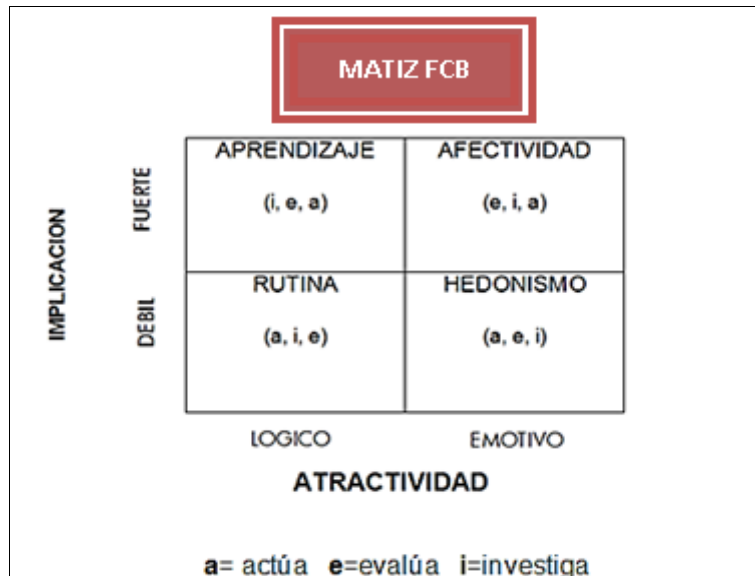 MATIZ FCB
APRENDIZAJE
AFECTIVIDAD
(i, e, a)
(e, i, a)
FUERTE
IMPLICACION
RUTINA
HEDONISMO
(a, i, e)
(a, e, i)
DEBIL
LOGICO
EMOTIVO
ATRACTIVIDAD
a= actúa e=evalúa i=investiga